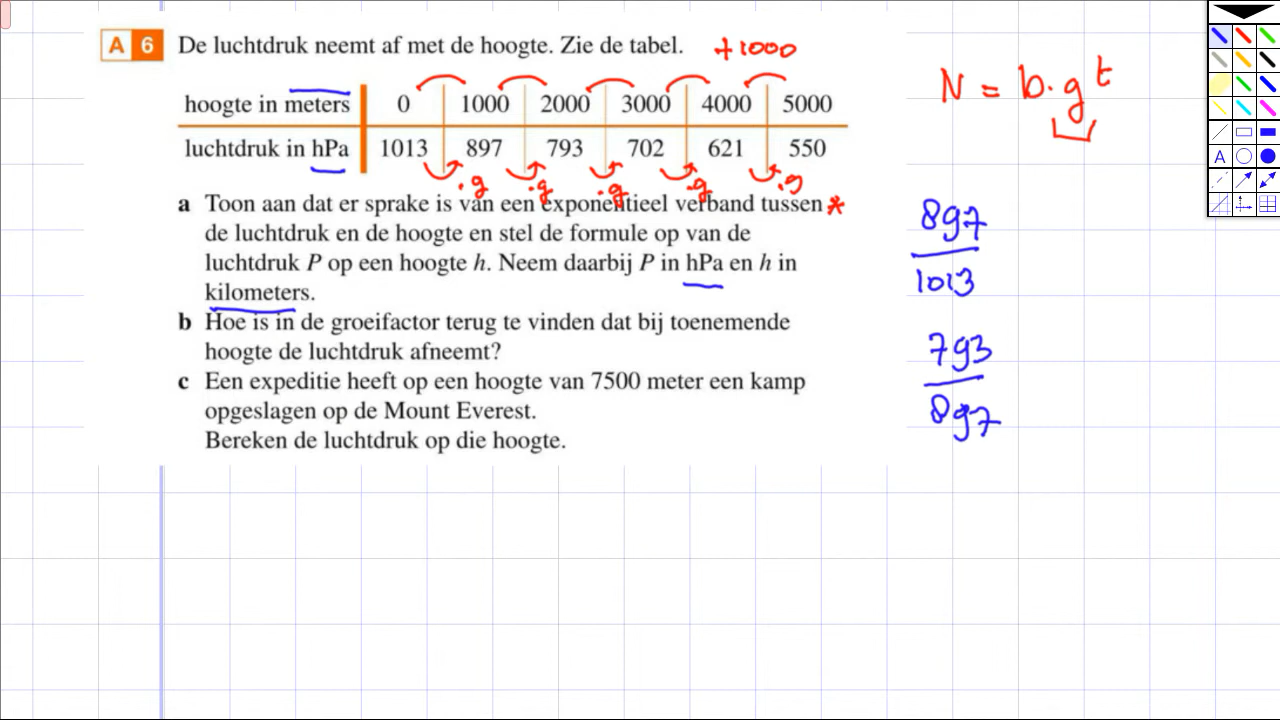 A 6 De luchtdruk neemt af met de hoogte. Zie de tabel. +1000
hoogte in meters 0 1000 2000 3000 4000 5000
luchtdruk in hPa 1013 897 793 702 621 550
.g .g .g .g .g
a Toon aan dat er sprake is van een exponentieel verband tussen *
de luchtdruk en de hoogte en stel de formule op van de
luchtdruk P op een hoogte h. Neem daarbij P in hPa en h in
kilometers.
b Hoe is in de groeifactor terug te vinden dat bij toenemende
hoogte de luchtdruk afneemt?
c Een expeditie heeft op een hoogte van 7500 meter een kamp
opgeslagen op de Mount Everest.
Bereken de luchtdruk op die hoogte.
N = b.g^t
897
1013
793
897
A